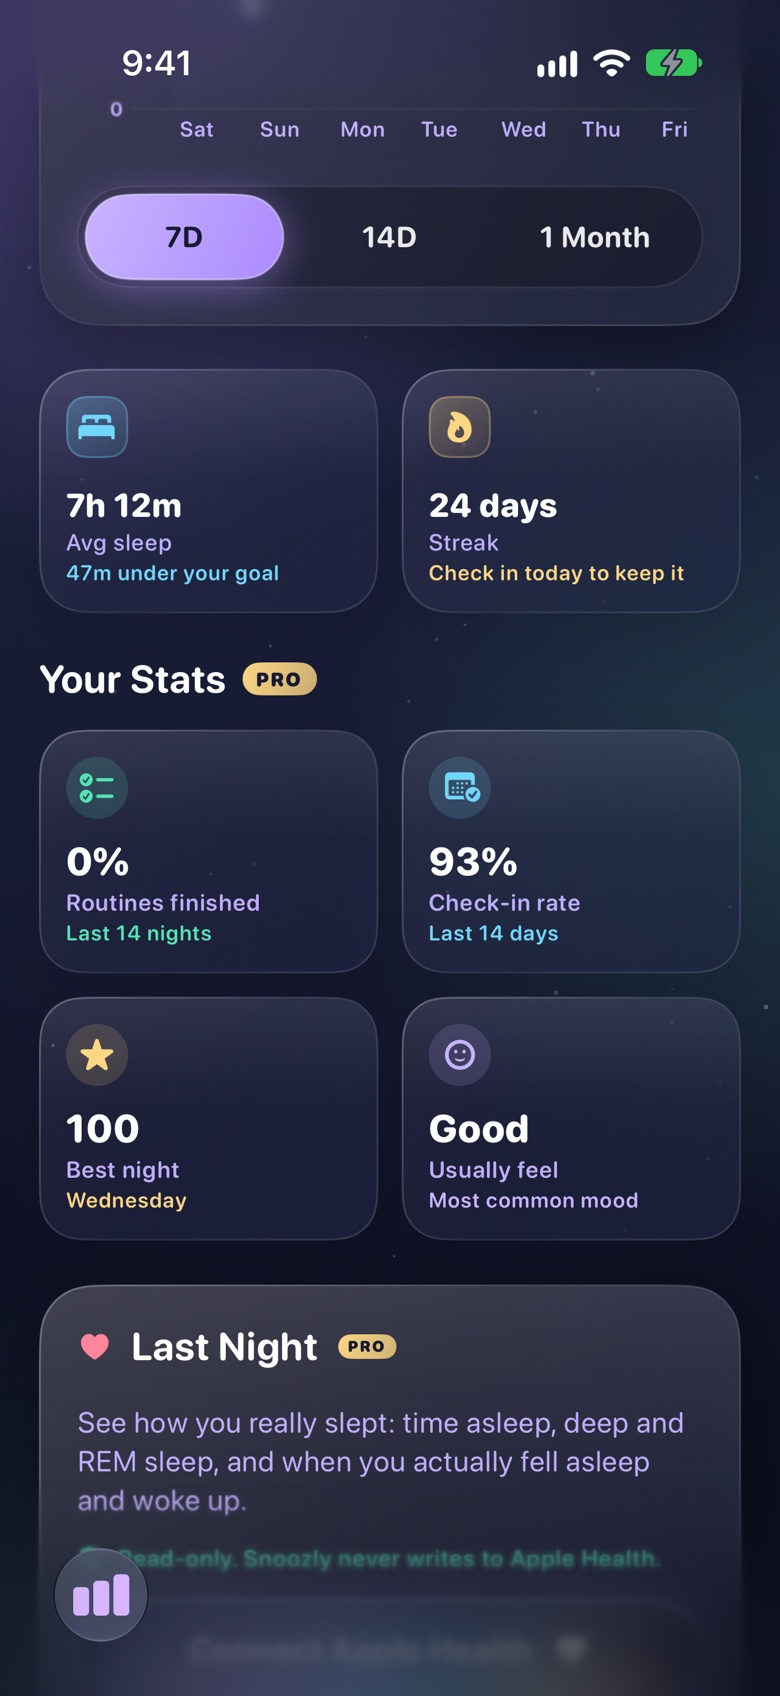 9:41
0
Sat Sun Mon Tue Wed Thu Fri
7D 14D 1 Month
7h 12m
Avg sleep
47m under your goal
24 days
Streak
Check in today to keep it
Your Stats PRO
0%
Routines finished
Last 14 nights
93%
Check-in rate
Last 14 days
100
Best night
Wednesday
Good
Usually feel
Most common mood
Last Night PRO
See how you really slept: time asleep, deep and
REM sleep, and when you actually fell asleep
and woke up.
Read-only. Snoozly never writes to Apple Health.
Connect Apple Health